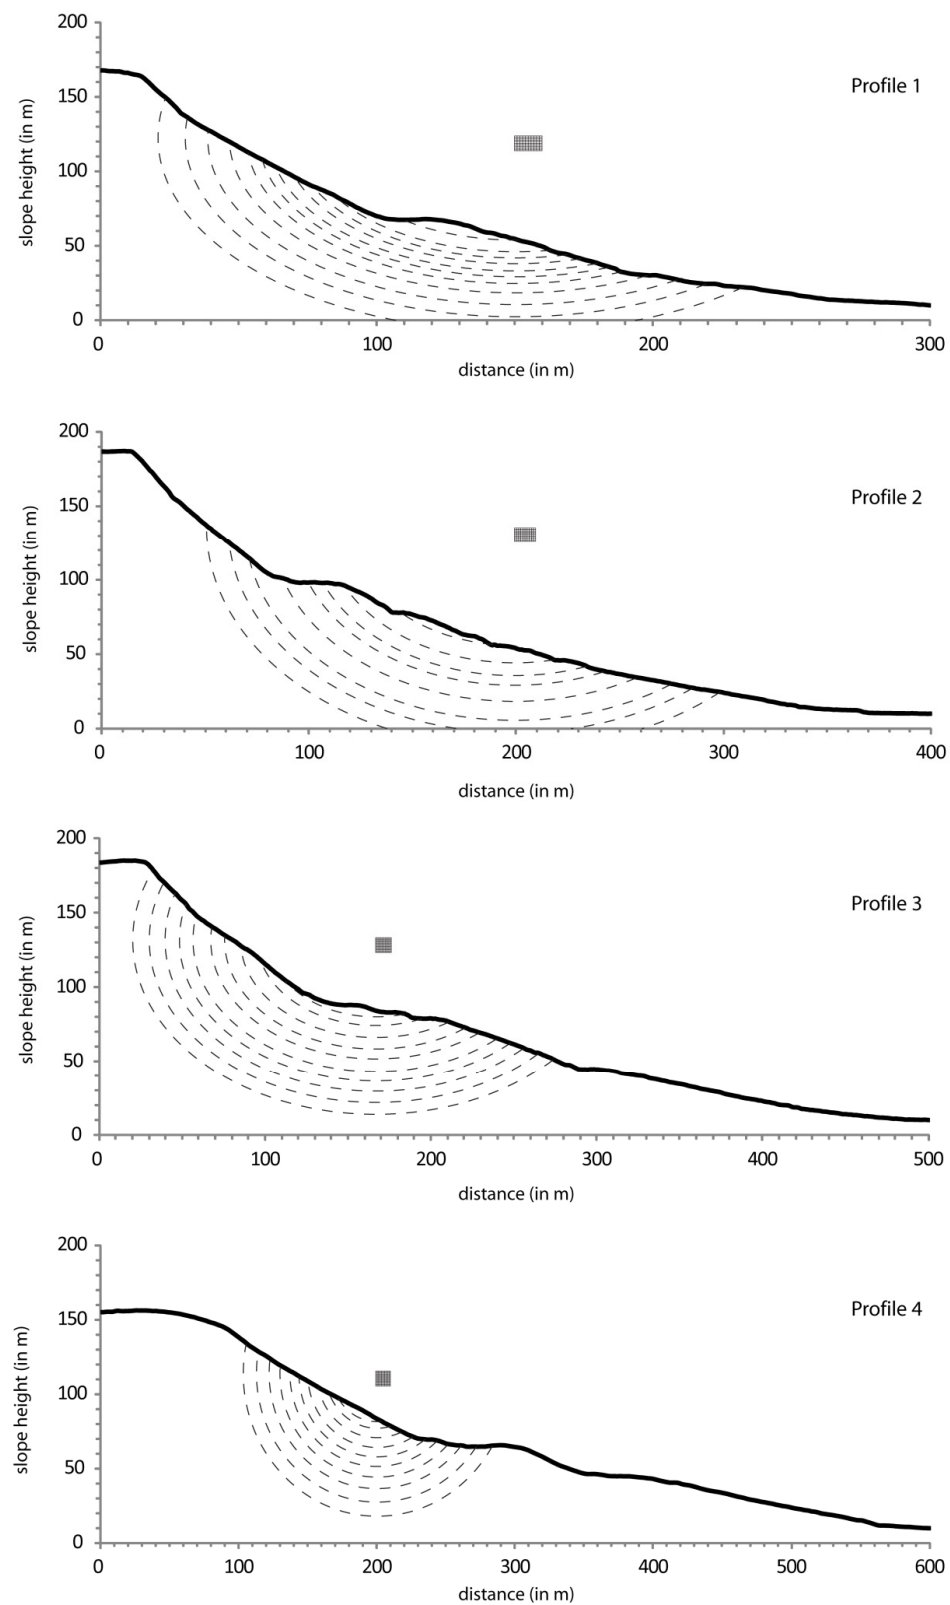 200
Profile 1
150
slope height (in m)
100
50
0
0 100 200 300
distance (in m)
200
Profile 2
150
slope height (in m)
100
50
0
0 100 200 300 400
distance (in m)
200
Profile 3
150
slope height (in m)
100
50
0
0 100 200 300 400 500
distance (in m)
200
Profile 4
150
slope height (in m)
100
50
0
0 100 200 300 400 500 600
distance (in m)